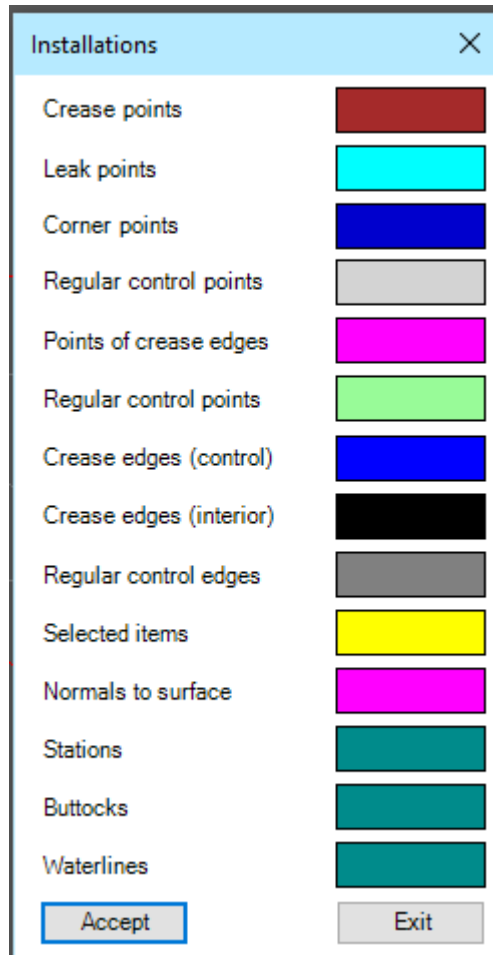 Installations
Crease points
Leak points
Corner points
Regular control points
Points of crease edges
Regular control points
Crease edges (control)
Crease edges (interior)
Regular control edges
Selected items
Normals to surface
Stations
Buttocks
Waterlines
Accept Exit